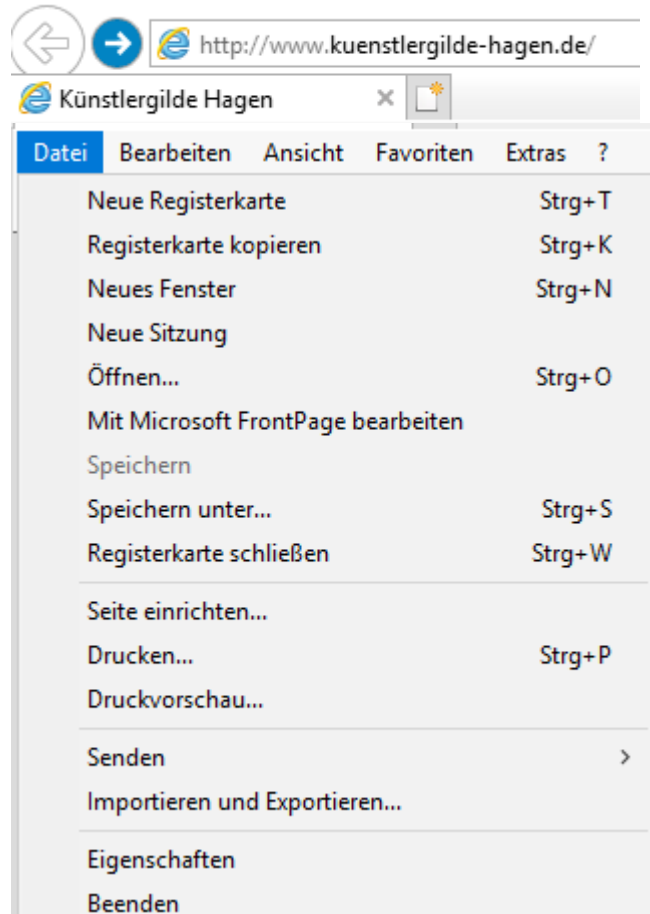 http://www.kuenstlergilde-hagen.de/
Künstlergilde Hagen
Datei Bearbeiten Ansicht Favoriten Extras ?
Neue Registerkarte Strg+T
Registerkarte kopieren Strg+K
Neues Fenster Strg+N
Neue Sitzung
Öffnen... Strg+O
Mit Microsoft FrontPage bearbeiten
Speichern
Speichern unter... Strg+S
Registerkarte schließen Strg+W
Seite einrichten...
Drucken... Strg+P
Druckvorschau...
Senden
Importieren und Exportieren...
Eigenschaften
Beenden